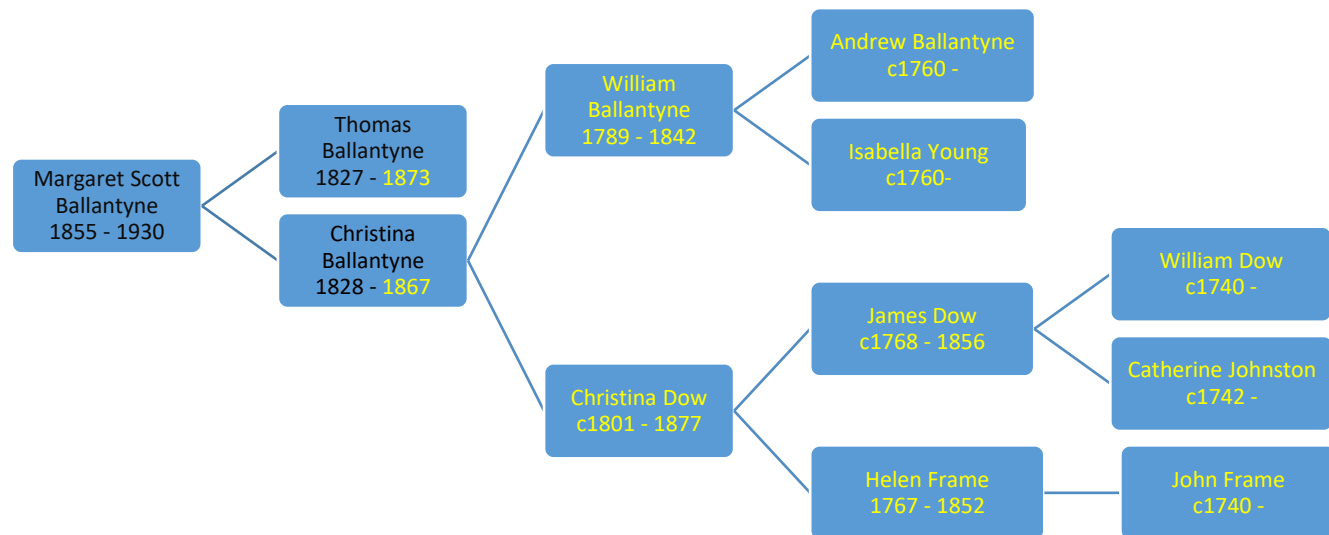 Margaret Scott
Ballantyne
1855 - 1930
Thomas
Ballantyne
1827 - 1873
Christina
Ballantyne
1828 - 1867
William
Ballantyne
1789 - 1842
Christina Dow
c1801 - 1877
Andrew Ballantyne
c1760 -
Isabella Young
c1760-
James Dow
c1768 - 1856
Helen Frame
1767 - 1852
William Dow
c1740 -
Catherine Johnston
c1742 -
John Frame
c1740 -